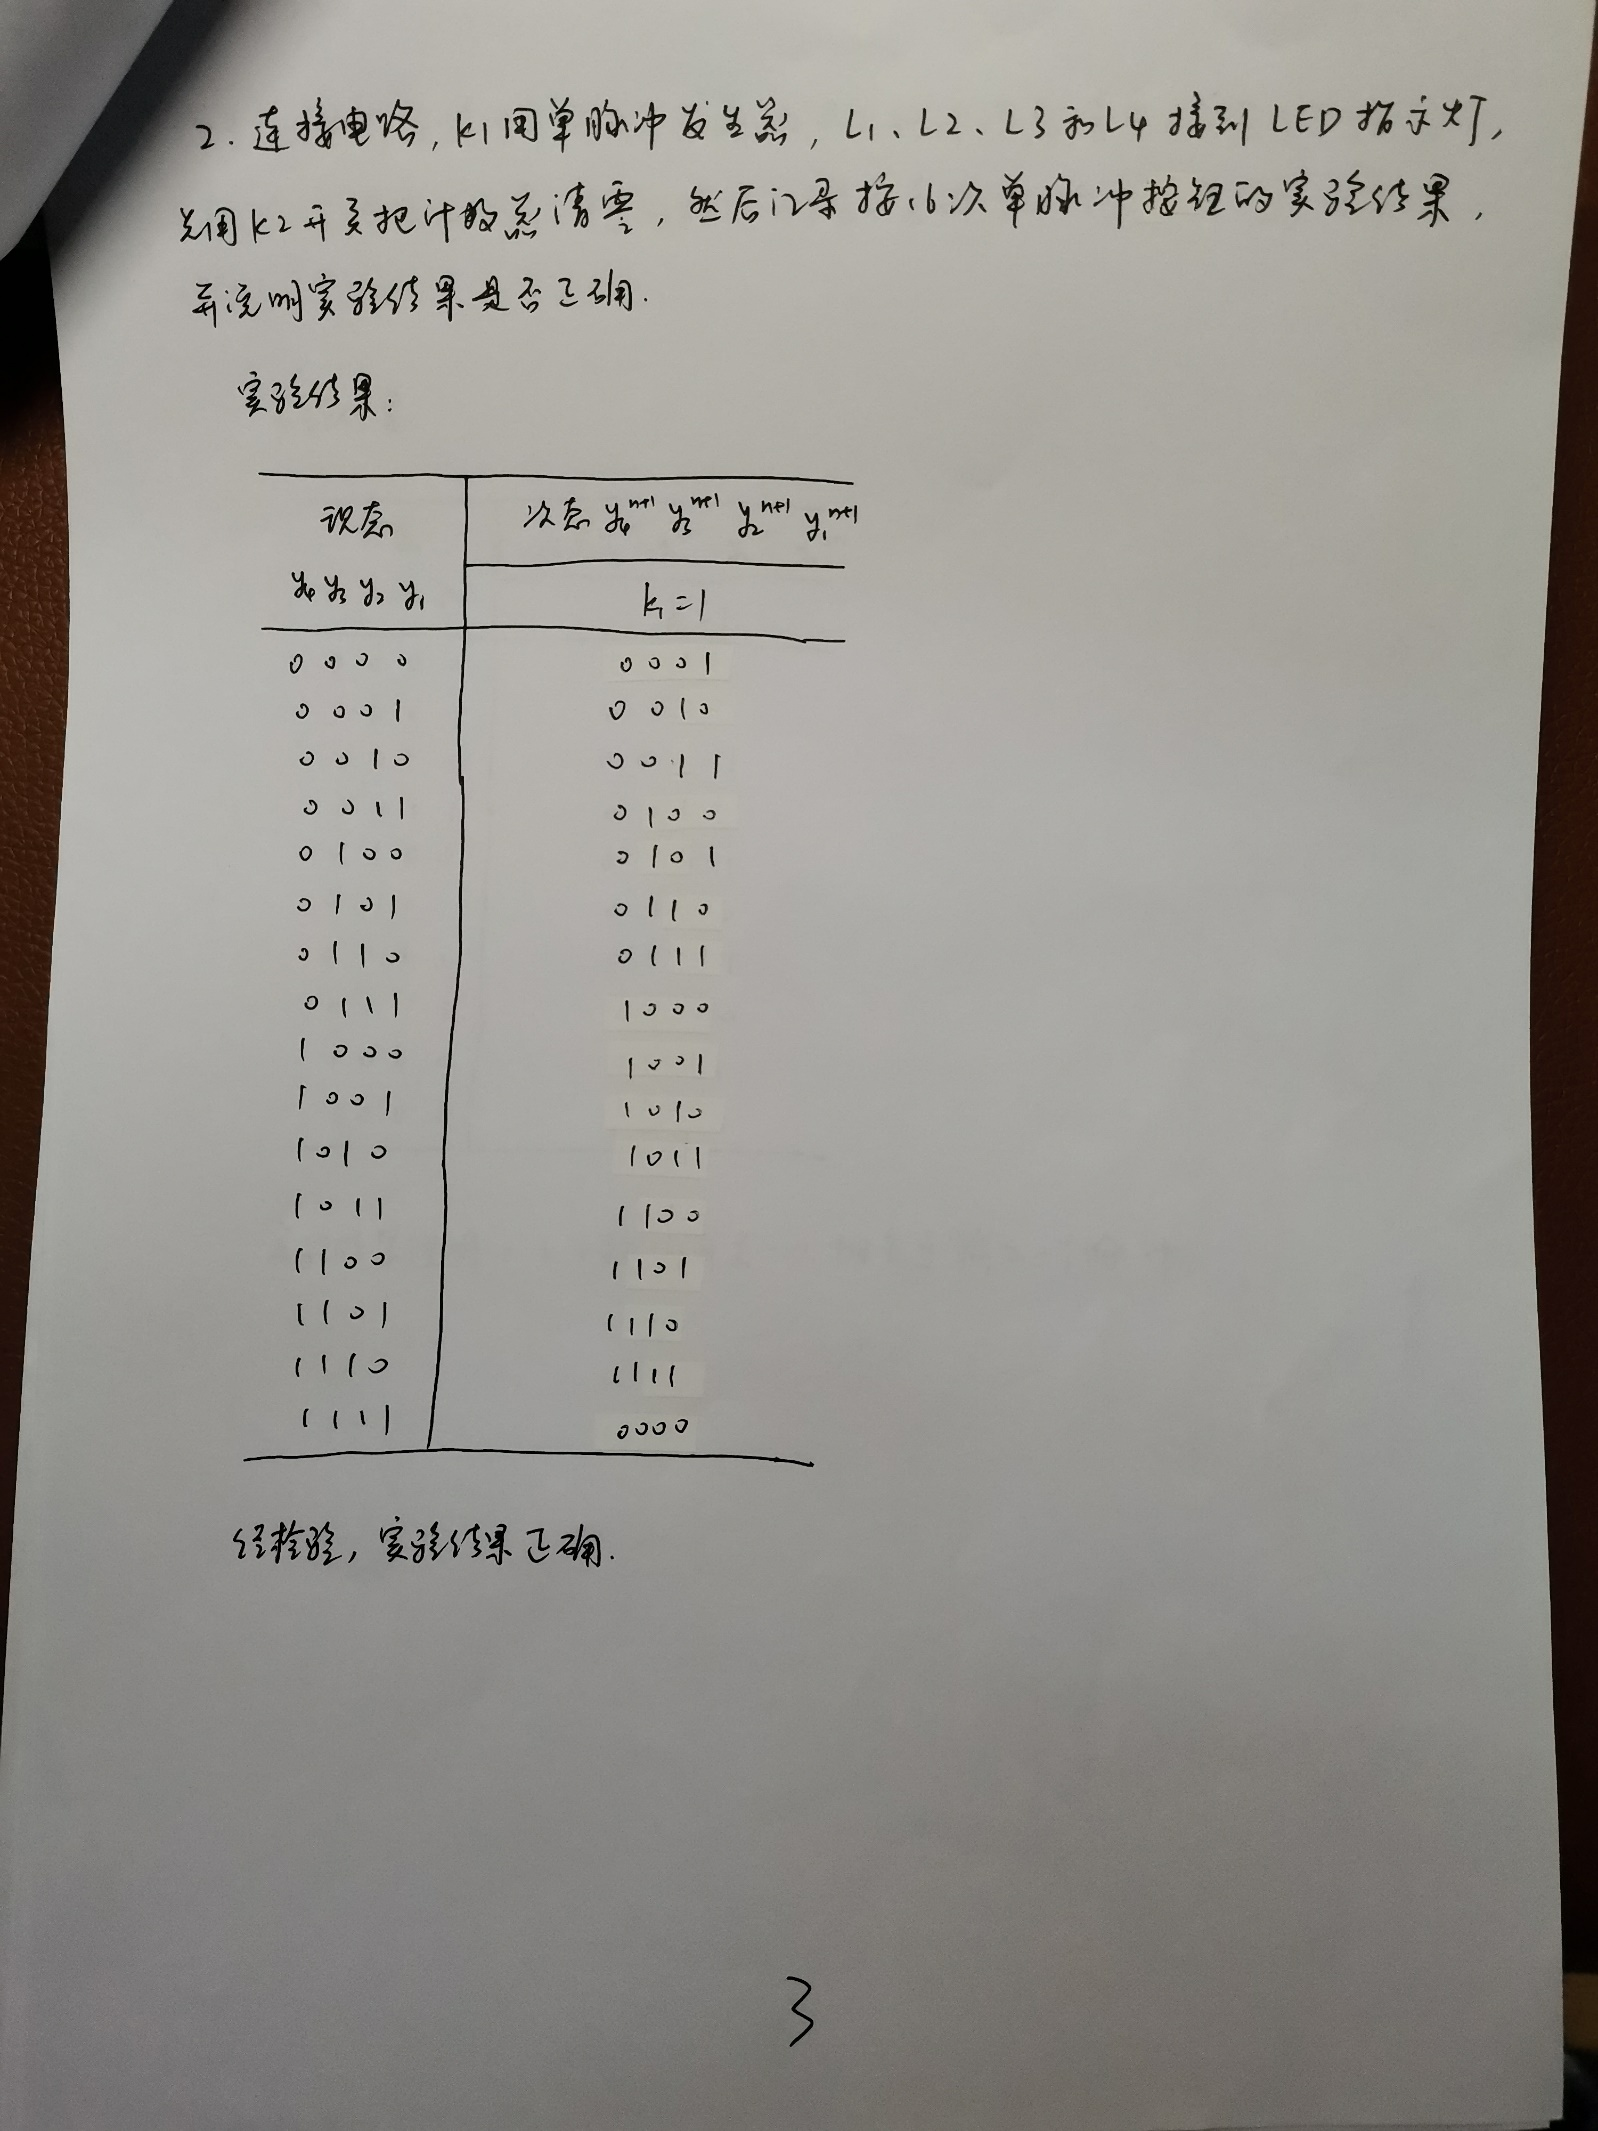 2. 连接电路, k1用单脉冲发生器, L1、L2、L3和L4接到LED指示灯,
先用k2开关把计数器清零, 然后记录按16次单脉冲按钮的实验结果,
并说明实验结果是否正确.
实验结果:
现态 次态 y₄ⁿ⁺¹ y₃ⁿ⁺¹ y₂ⁿ⁺¹ y₁ⁿ⁺¹
y₄ y₃ y₂ y₁ k₁=1
0 0 0 0 0 0 0 1
0 0 0 1 0 0 1 0
0 0 1 0 0 0 1 1
0 0 1 1 0 1 0 0
0 1 0 0 0 1 0 1
0 1 0 1 0 1 1 0
0 1 1 0 0 1 1 1
0 1 1 1 1 0 0 0
1 0 0 0 1 0 0 1
1 0 0 1 1 0 1 0
1 0 1 0 1 0 1 1
1 0 1 1 1 1 0 0
1 1 0 0 1 1 0 1
1 1 0 1 1 1 1 0
1 1 1 0 1 1 1 1
1 1 1 1 0 0 0 0
经检验, 实验结果正确.
3